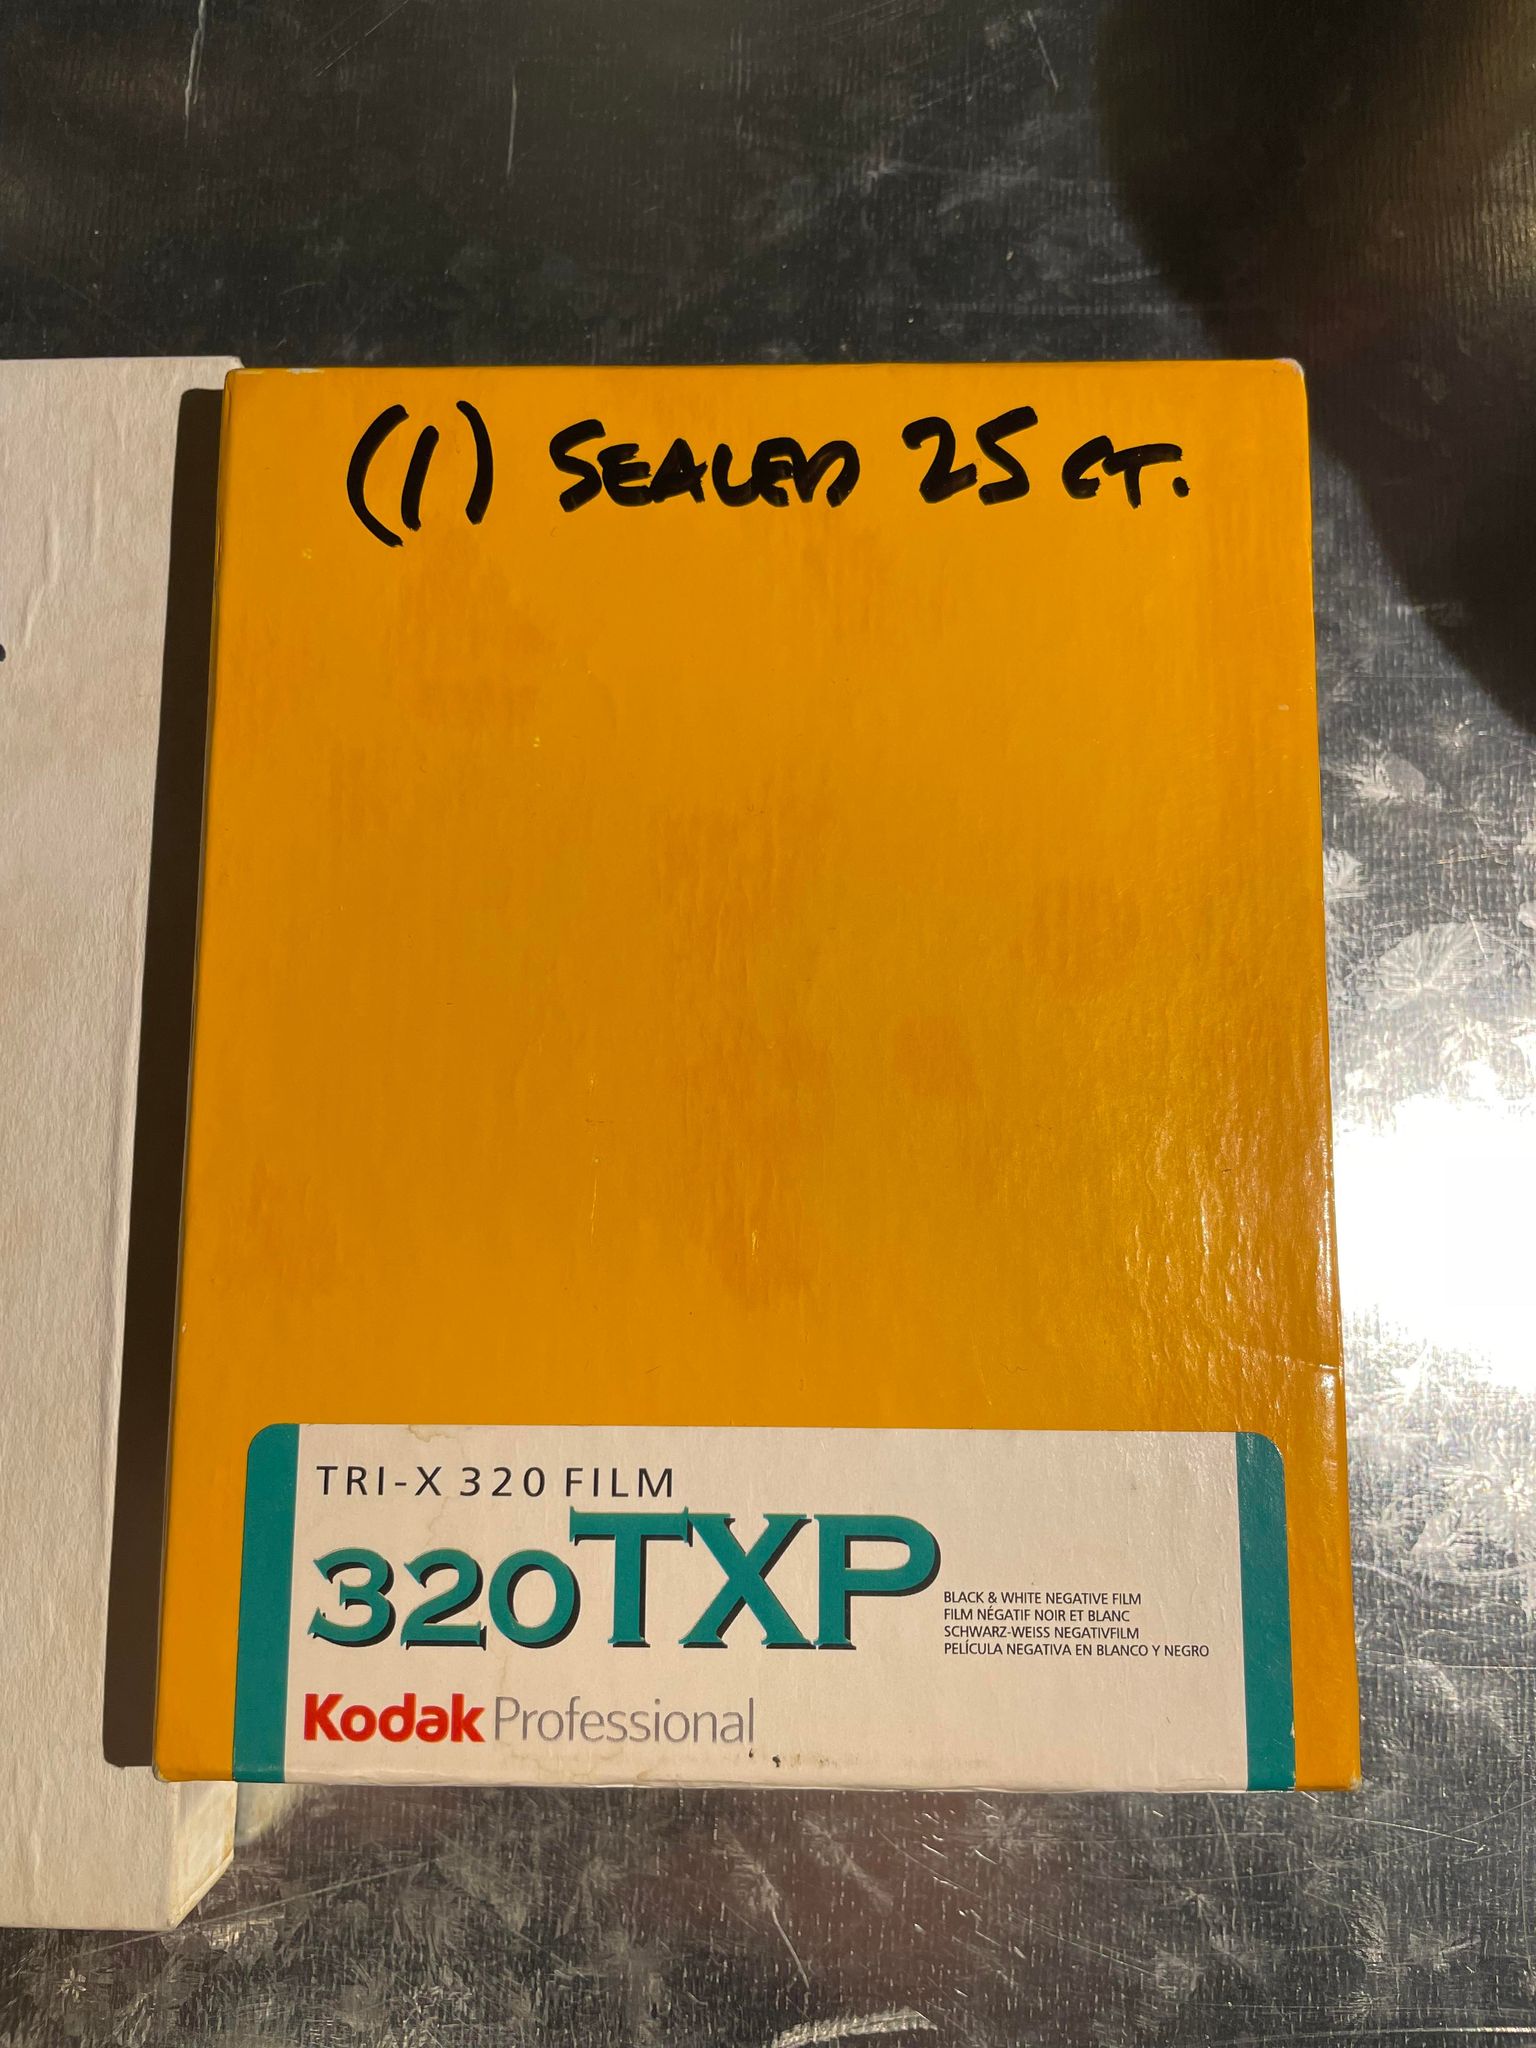 (1) SEALED 25 CT.
TRI-X 320 FILM
320TXP
BLACK & WHITE NEGATIVE FILM
FILM NÉGATIF NOIR ET BLANC
SCHWARZ-WEISS NEGATIVFILM
PELÍCULA NEGATIVA EN BLANCO Y NEGRO
Kodak Professional